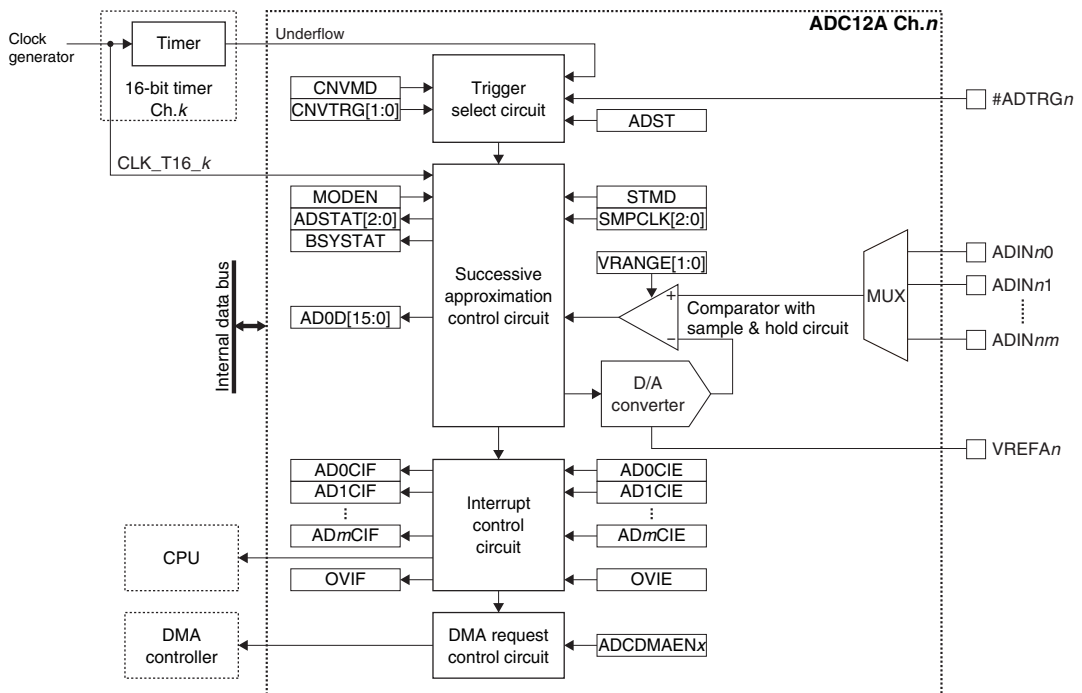 ADC12A Ch.n
Clock
generator
Timer
16-bit timer
Ch.k
Underflow
CNVMD
CNVTRG[1:0]
Trigger
select circuit
#ADTRGn
ADST
CLK_T16_k
MODEN
ADSTAT[2:0]
BSYSTAT
STMD
SMPCLK[2:0]
VRANGE[1:0]
Internal data bus
AD0D[15:0]
Successive
approximation
control circuit
+
−
Comparator with
sample & hold circuit
MUX
ADINn0
ADINn1
ADINnm
D/A
converter
VREFAn
AD0CIF
AD1CIF
ADmCIF
OVIF
Interrupt
control
circuit
AD0CIE
AD1CIE
ADmCIE
OVIE
CPU
DMA
controller
DMA request
control circuit
ADCDMAENx